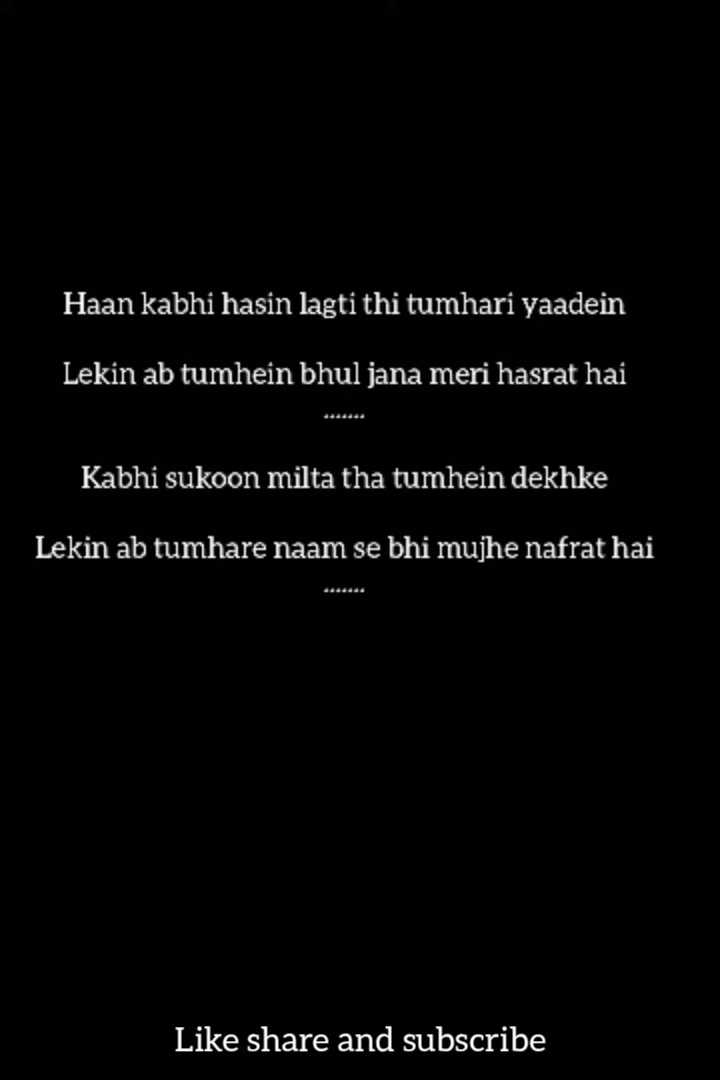 Haan kabhi hasin lagti thi tumhari yaadein
Lekin ab tumhein bhul jana meri hasrat hai
.......
Kabhi sukoon milta tha tumhein dekhke
Lekin ab tumhare naam se bhi mujhe nafrat hai
.......
Like share and subscribe